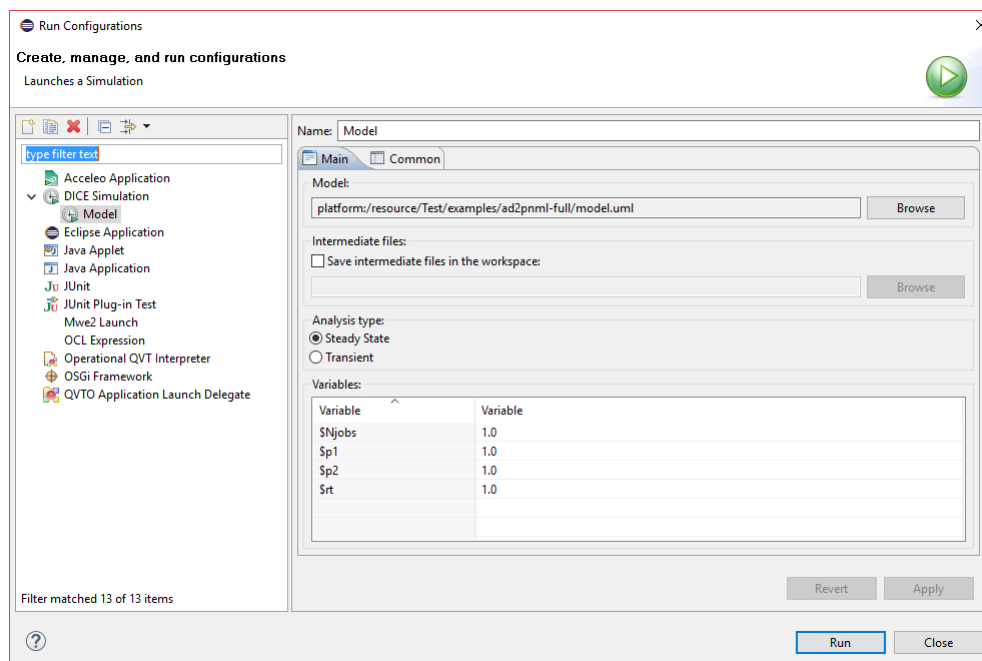 Run Configurations
Create, manage, and run configurations
Launches a Simulation
type filter text
Acceleo Application
DICE Simulation
Model
Eclipse Application
Java Applet
Java Application
JUnit
JUnit Plug-in Test
Mwe2 Launch
OCL Expression
Operational QVT Interpreter
OSGi Framework
QVTO Application Launch Delegate
Filter matched 13 of 13 items
Name: Model
Main Common
Model:
platform:/resource/Test/examples/ad2pnml-full/model.uml Browse
Intermediate files:
Save intermediate files in the workspace:
Browse
Analysis type:
Steady State
Transient
Variables:
Variable Variable
$Njobs 1.0
$p1 1.0
$p2 1.0
$rt 1.0
Revert Apply
Run Close